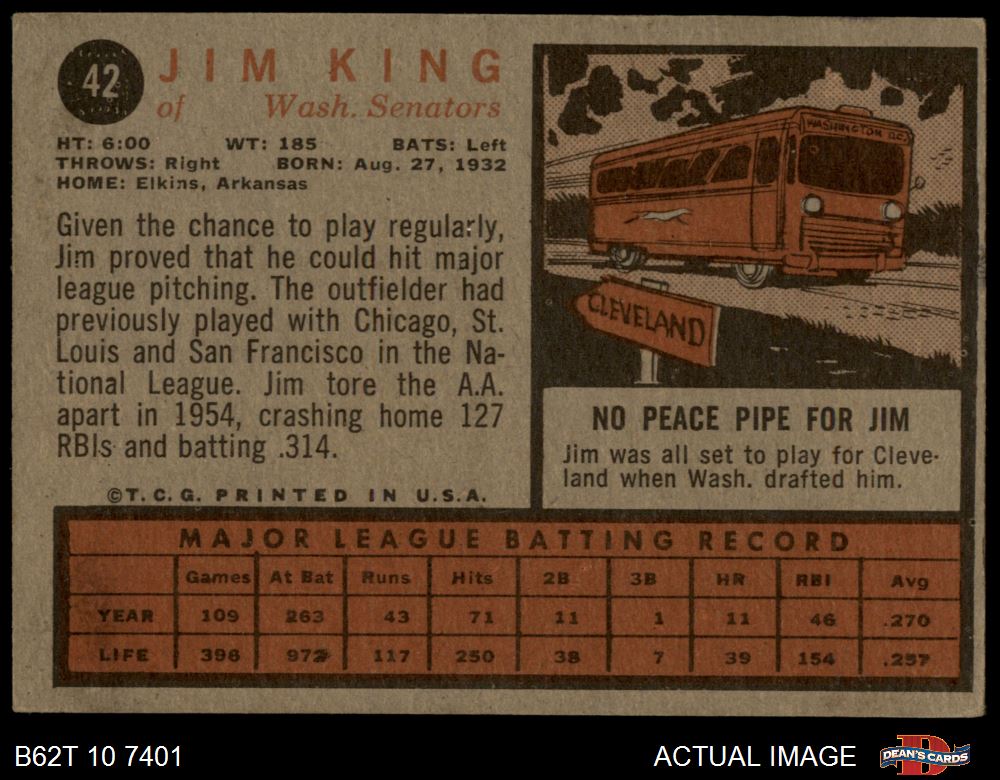 42
JIM KING
of Wash. Senators
HT: 6:00 WT: 185 BATS: Left
THROWS: Right BORN: Aug. 27, 1932
HOME: Elkins, Arkansas
Given the chance to play regularly,
Jim proved that he could hit major
league pitching. The outfielder had
previously played with Chicago, St.
Louis and San Francisco in the Na-
tional League. Jim tore the A.A.
apart in 1954, crashing home 127
RBIs and batting .314.
©T.C.G. PRINTED IN U.S.A.
WASHINGTON D.C.
CLEVELAND
NO PEACE PIPE FOR JIM
Jim was all set to play for Cleve-
land when Wash. drafted him.
MAJOR LEAGUE BATTING RECORD
Games At Bat Runs Hits 2B 3B HR RBI Avg
YEAR 109 263 43 71 11 1 11 46 .270
LIFE 396 972 117 250 38 7 39 154 .257
B62T 10 7401 ACTUAL IMAGE DEAN'S CARDS